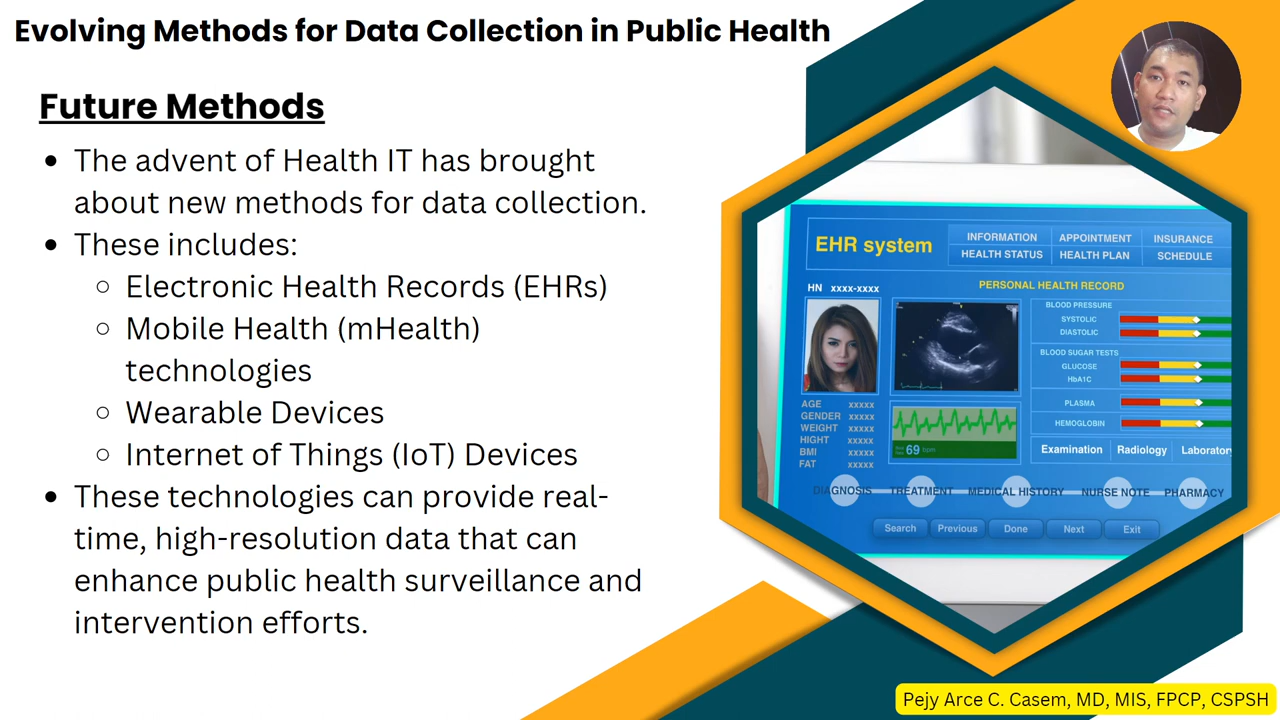 Evolving Methods for Data Collection in Public Health
Future Methods
• The advent of Health IT has brought
about new methods for data collection.
• These includes:
○ Electronic Health Records (EHRs)
○ Mobile Health (mHealth)
technologies
○ Wearable Devices
○ Internet of Things (IoT) Devices
• These technologies can provide real-
time, high-resolution data that can
enhance public health surveillance and
intervention efforts.
EHR system
INFORMATION APPOINTMENT INSURANCE
HEALTH STATUS HEALTH PLAN SCHEDULE
HN xxxx-xxxx
PERSONAL HEALTH RECORD
BLOOD PRESSURE
SYSTOLIC
DIASTOLIC
BLOOD SUGAR TESTS
GLUCOSE
HbA1C
PLASMA
HEMOGLOBIN
AGE xxxxx
GENDER xxxxx
WEIGHT xxxxx
HIGHT xxxxx
BMI xxxxx
FAT xxxxx
69 bpm
Examination Radiology Laboratory
DIAGNOSIS TREATMENT MEDICAL HISTORY NURSE NOTE PHARMACY
Search Previous Done Next Exit
Pejy Arce C. Casem, MD, MIS, FPCP, CSPSH